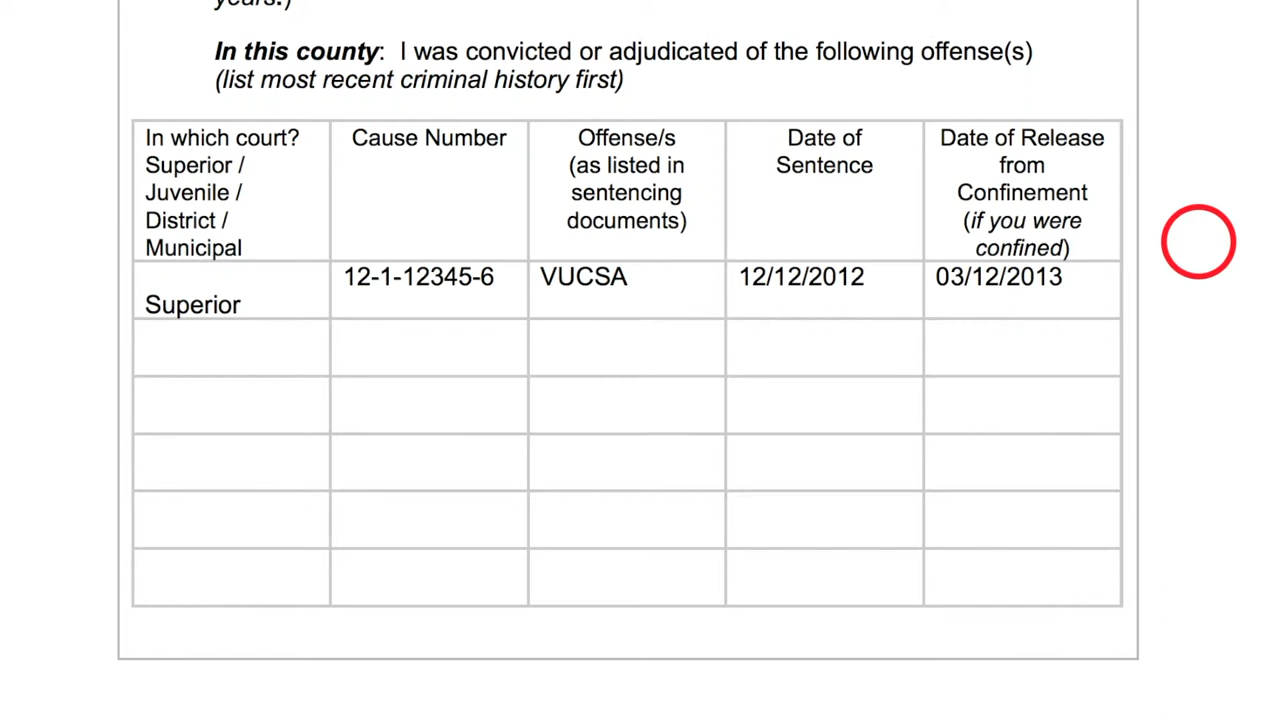 years.)
In this county:  I was convicted or adjudicated of the following offense(s)
(list most recent criminal history first)
In which court?
Superior /
Juvenile /
District /
Municipal
Cause Number
Offense/s
(as listed in
sentencing
documents)
Date of
Sentence
Date of Release
from
Confinement
(if you were
confined)
Superior
12-1-12345-6
VUCSA
12/12/2012
03/12/2013